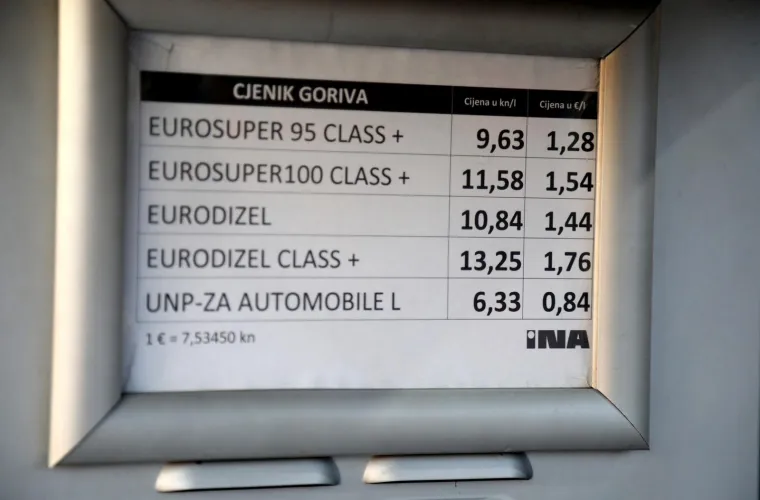 CJENIK GORIVA Cijena u kn/l Cijena u €/l
EUROSUPER 95 CLASS + 9,63 1,28
EUROSUPER100 CLASS + 11,58 1,54
EURODIZEL 10,84 1,44
EURODIZEL CLASS + 13,25 1,76
UNP-ZA AUTOMOBILE L 6,33 0,84
1 € = 7,53450 kn INA